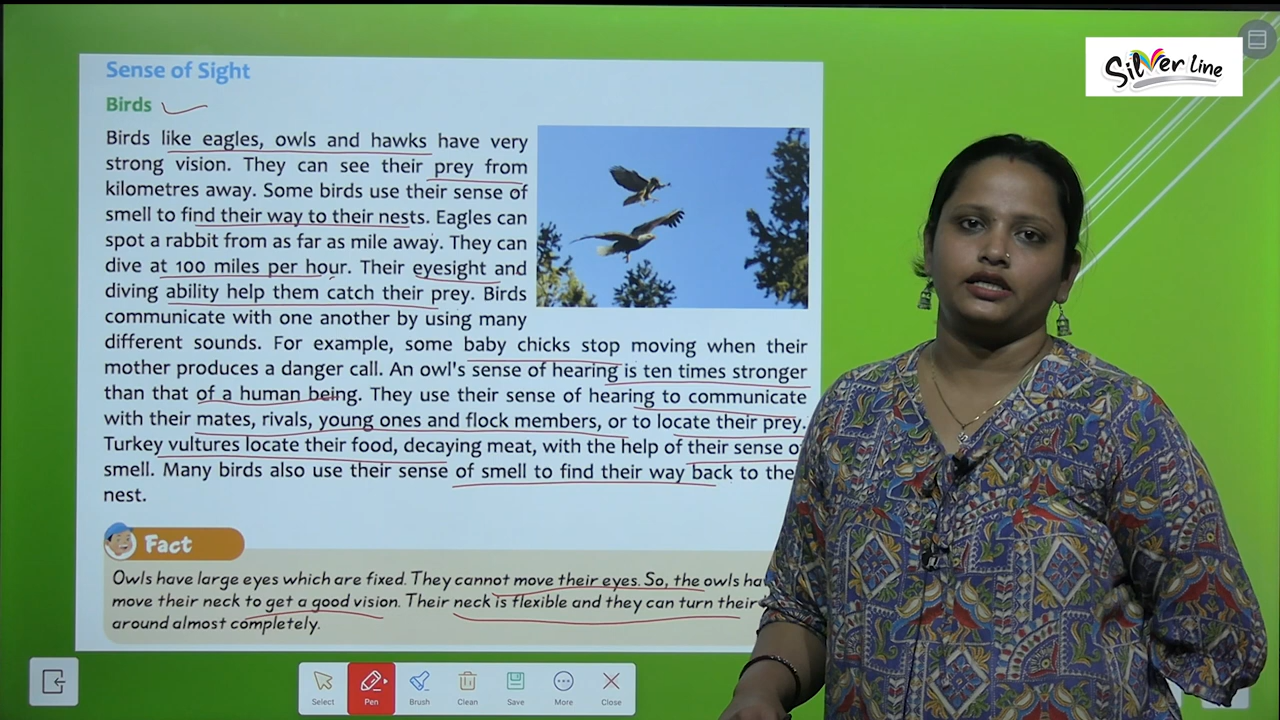 Silver line
Sense of Sight
Birds
Birds like eagles, owls and hawks have very
strong vision. They can see their prey from
kilometres away. Some birds use their sense of
smell to find their way to their nests. Eagles can
spot a rabbit from as far as mile away. They can
dive at 100 miles per hour. Their eyesight and
diving ability help them catch their prey. Birds
communicate with one another by using many
different sounds. For example, some baby chicks stop moving when their
mother produces a danger call. An owl's sense of hearing is ten times stronger
than that of a human being. They use their sense of hearing to communicate
with their mates, rivals, young ones and flock members, or to locate their prey.
Turkey vultures locate their food, decaying meat, with the help of their sense
smell. Many birds also use their sense of smell to find their way back to the
nest.
Fact
Owls have large eyes which are fixed. They cannot move their eyes. So, the owls
move their neck to get a good vision. Their neck is flexible and they can turn their
around almost completely.
Select Pen Brush Clean Save More Close